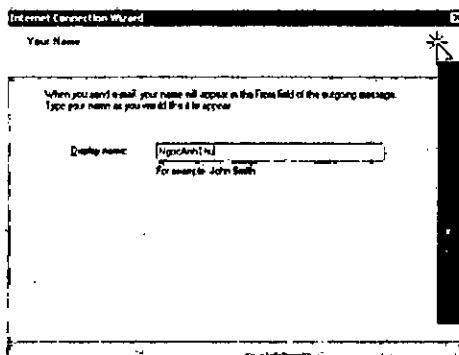 Internet Connection Wizard
Your Name
When you send e-mail, your name will appear in the From field of the outgoing message.
Type your name as you would like it to appear.
Display name:
NgocAnhThu
For example: John Smith